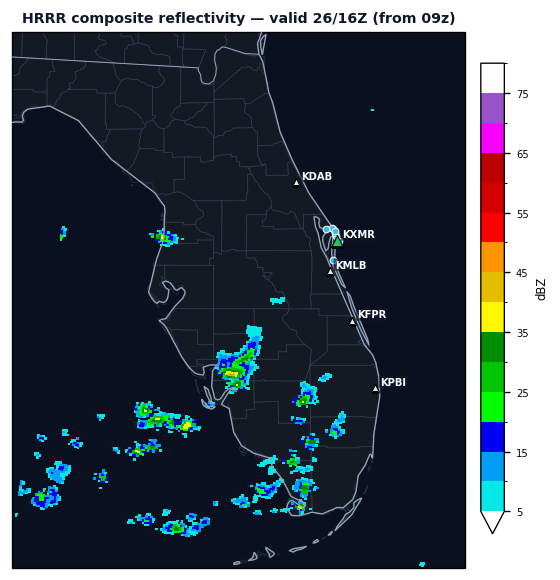 HRRR composite reflectivity — valid 26/16Z (from 09z)
75
65
55
45
35
25
15
5
dBZ
KDAB
KXMR
KMLB
KFPR
KPBI